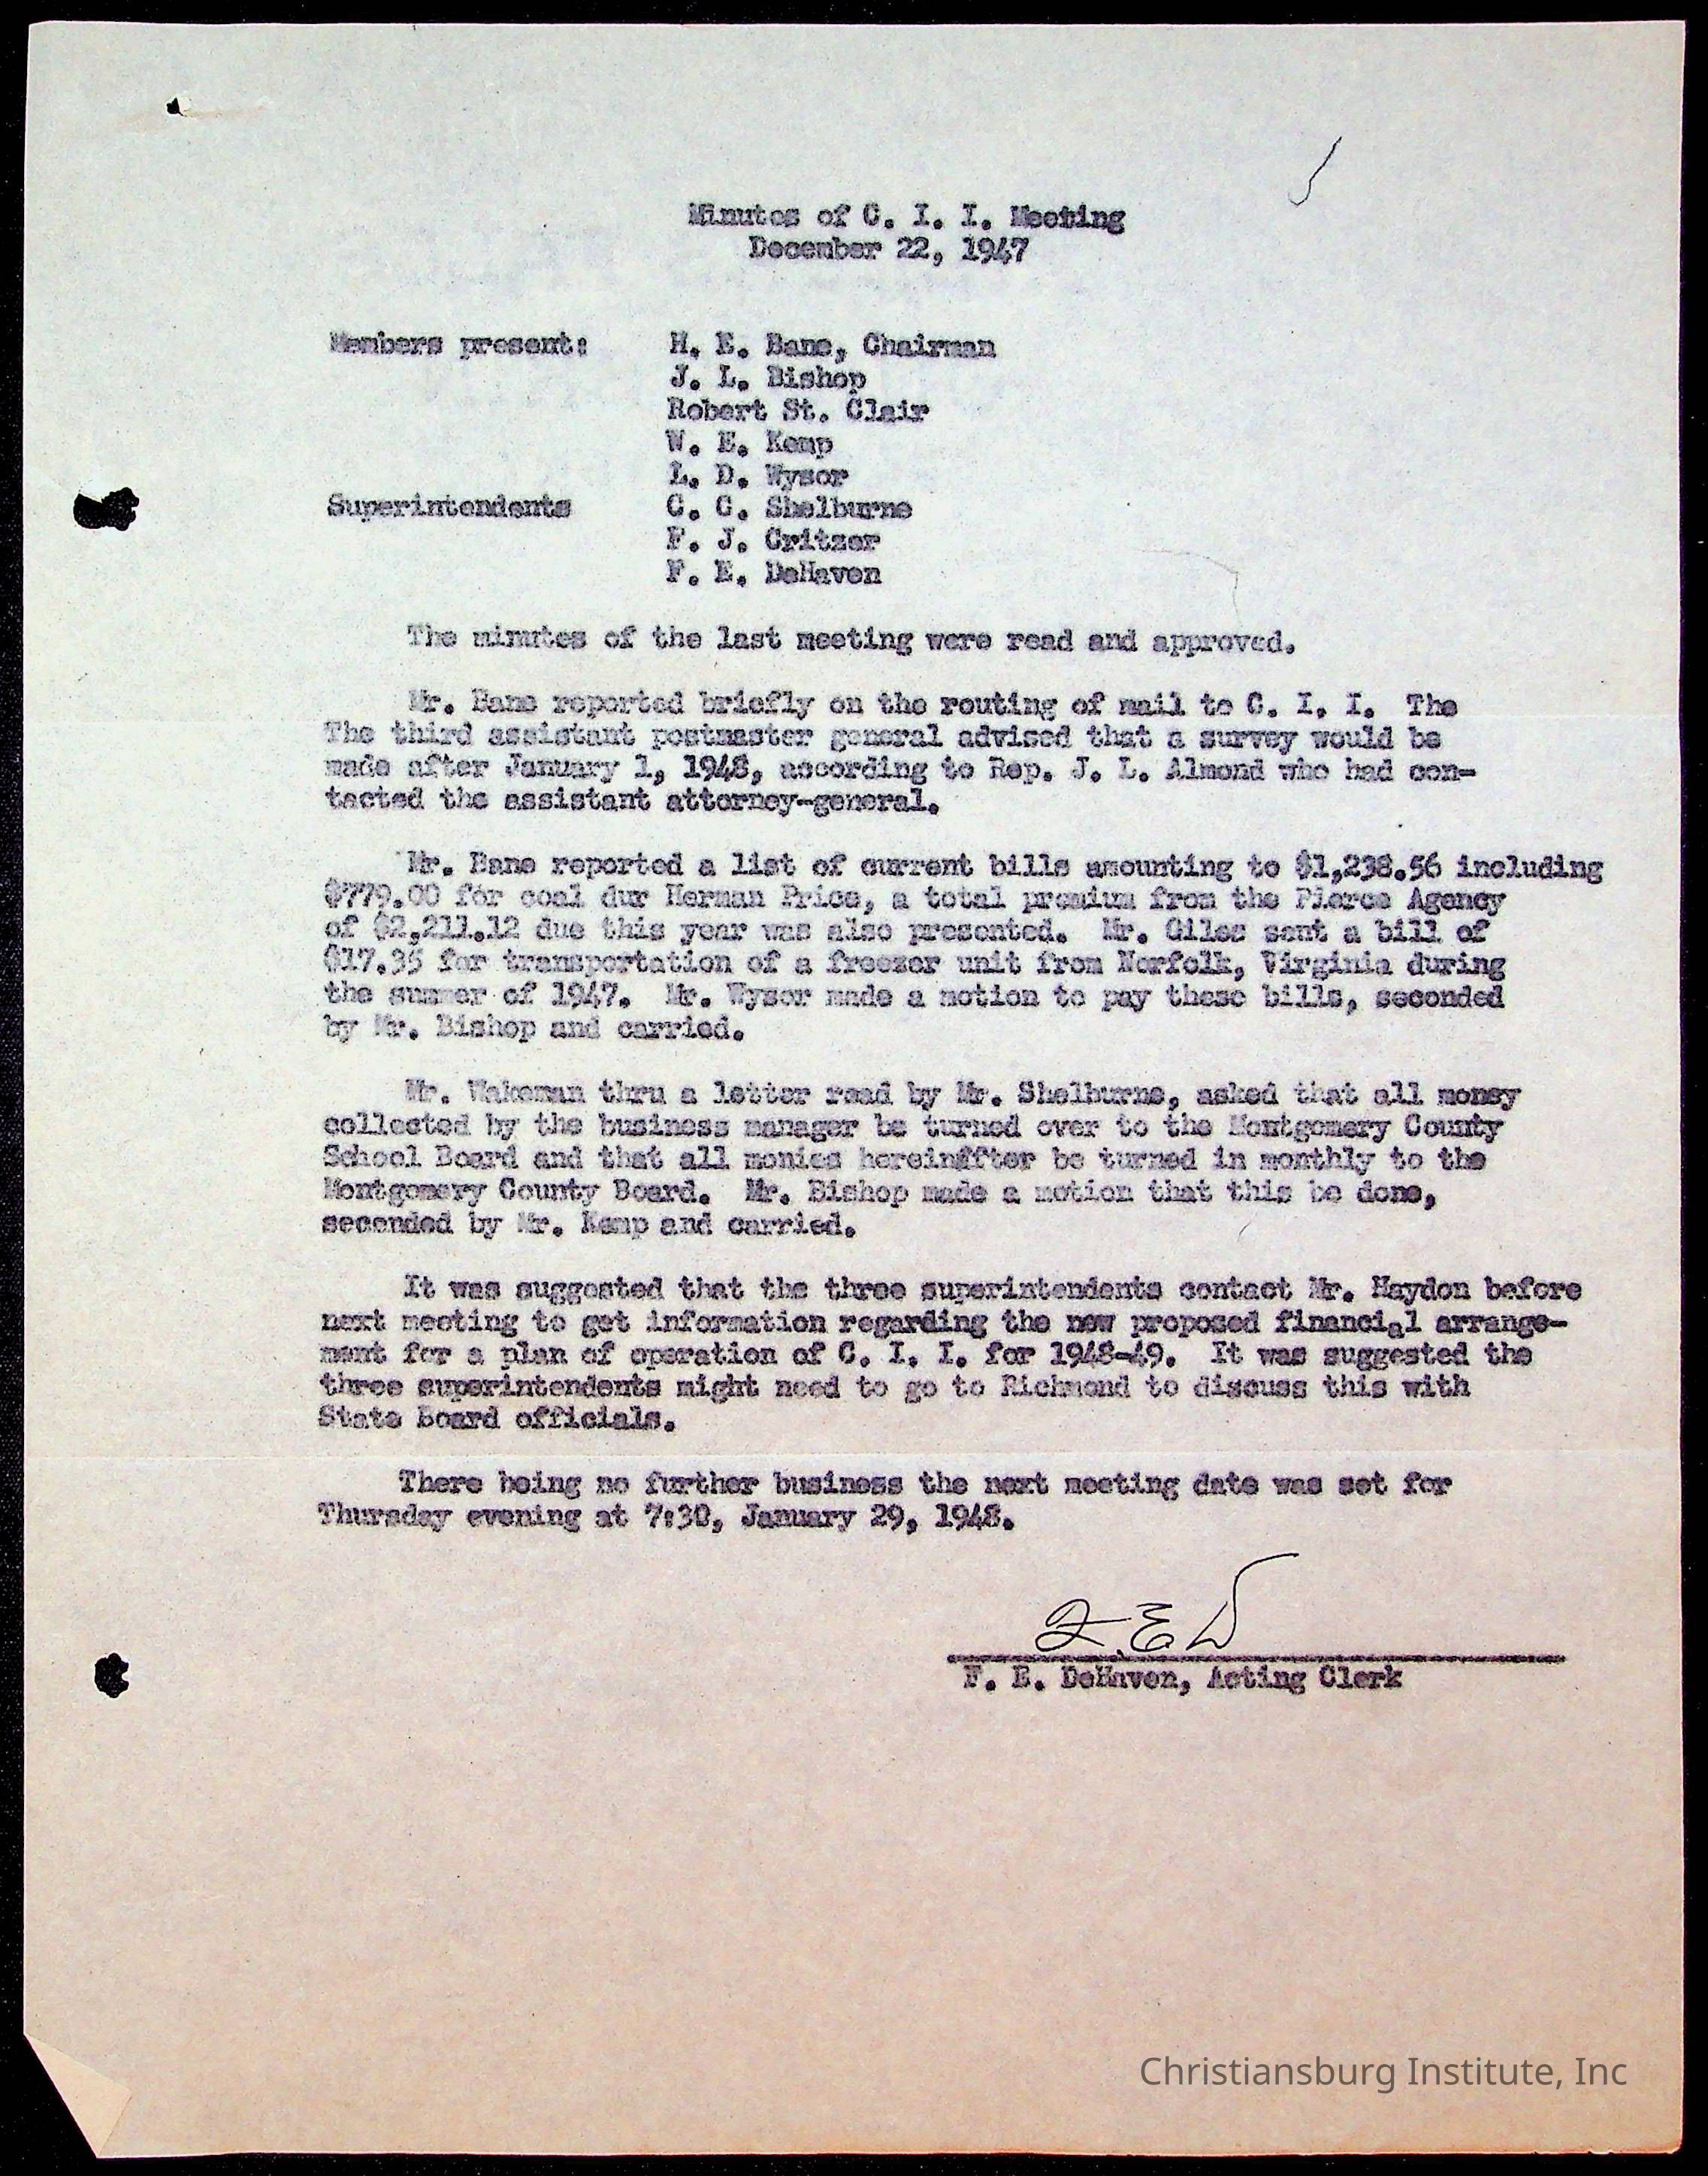 Minutes of C. I. I. Meeting
December 22, 1947
Members present: H. E. Bane, Chairman
J. L. Bishop
Robert St. Clair
W. E. Kemp
L. D. Wysor
Superintendents C. C. Shelburne
F. J. Critzer
F. E. DeHaven
The minutes of the last meeting were read and approved.
Mr. Bane reported briefly on the routing of mail to C. I. I. The
The third assistant postmaster general advised that a survey would be
made after January 1, 1948, according to Rep. J. L. Almond who had con-
tacted the assistant attorney-general.
Mr. Bane reported a list of current bills amounting to $1,238.56 including
$779.00 for coal dur Herman Price, a total premium from the Pierce Agency
of $2,211.12 due this year was also presented. Mr. Giles sent a bill of
$17.35 for transportation of a freezer unit from Norfolk, Virginia during
the summer of 1947. Mr. Wysor made a motion to pay these bills, seconded
by Mr. Bishop and carried.
Mr. Wakeman thru a letter read by Mr. Shelburne, asked that all money
collected by the business manager be turned over to the Montgomery County
School Board and that all monies hereinafter be turned in monthly to the
Montgomery County Board. Mr. Bishop made a motion that this be done,
seconded by Mr. Kemp and carried.
It was suggested that the three superintendents contact Mr. Haydon before
next meeting to get information regarding the new proposed financial arrange-
ment for a plan of operation of C. I. I. for 1948-49. It was suggested the
three superintendents might need to go to Richmond to discuss this with
State Board officials.
There being no further business the next meeting date was set for
Thursday evening at 7:30, January 29, 1948.
F. E. D
F. E. DeHaven, Acting Clerk
Christiansburg Institute, Inc